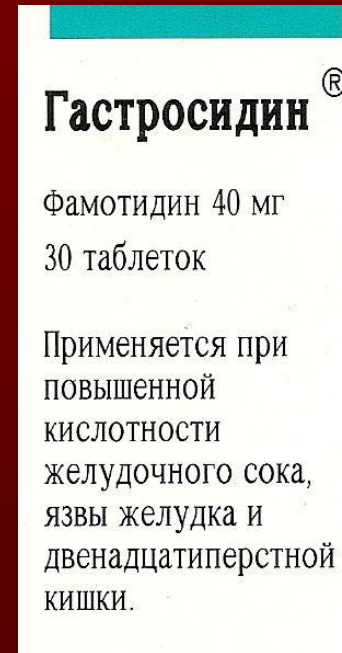 Гастросидин ®
Фамотидин 40 мг
30 таблеток
Применяется при
повышенной
кислотности
желудочного сока,
язвы желудка и
двенадцатиперстной
кишки.